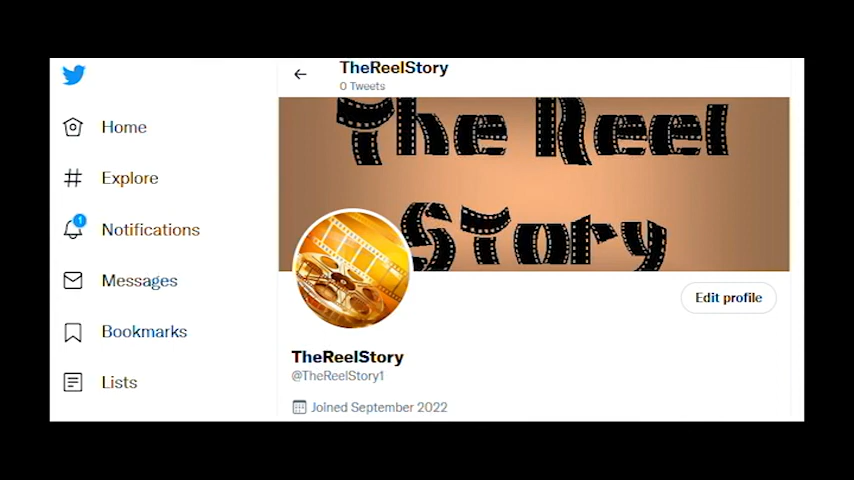 TheReelStory
0 Tweets
The Reel
Story
Home
Explore
1
Notifications
Messages
Bookmarks
Lists
Edit profile
TheReelStory
@TheReelStory1
Joined September 2022